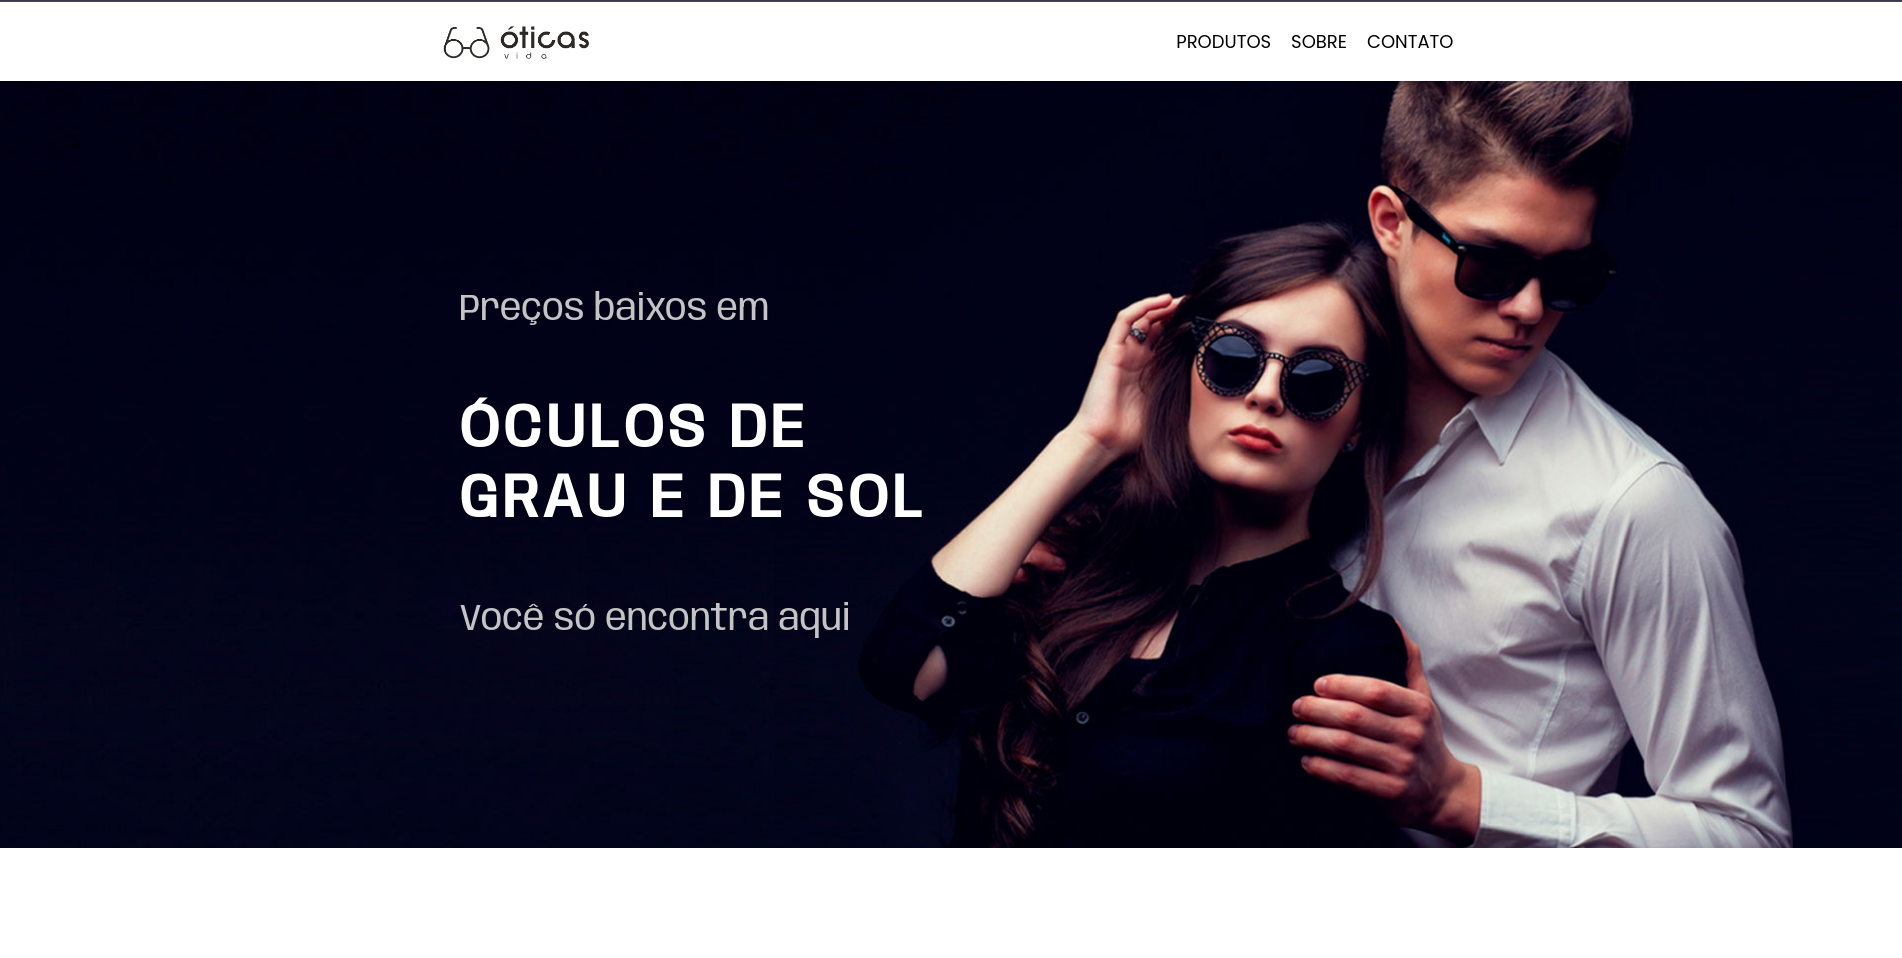 óticas
vida
PRODUTOS SOBRE CONTATO
Preços baixos em
ÓCULOS DE
GRAU E DE SOL
Você só encontra aqui